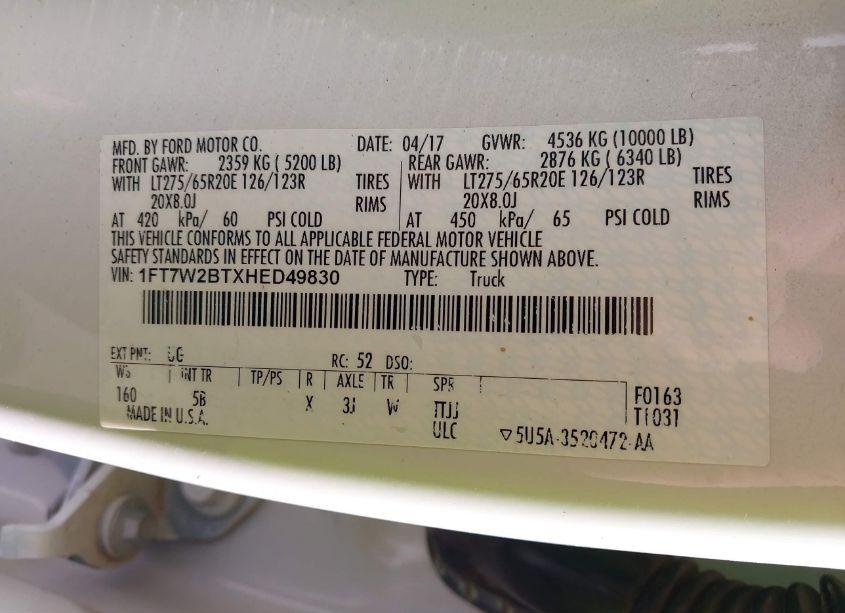 MFD. BY FORD MOTOR CO. DATE: 04/17 GVWR: 4536 KG (10000 LB)
FRONT GAWR: 2359 KG ( 5200 LB) REAR GAWR: 2876 KG ( 6340 LB)
WITH LT275/65R20E 126/123R TIRES WITH LT275/65R20E 126/123R TIRES
20X8.0J RIMS 20X8.0J RIMS
AT 420 kPa/ 60 PSI COLD AT 450 kPa/ 65 PSI COLD
THIS VEHICLE CONFORMS TO ALL APPLICABLE FEDERAL MOTOR VEHICLE
SAFETY STANDARDS IN EFFECT ON THE DATE OF MANUFACTURE SHOWN ABOVE.
VIN: 1FT7W2BTXHED49830 TYPE: Truck
EXT PNT: UG RC: 52 DSO:
WB INT TR TP/PS R AXLE TR SPR
160 5B X 3J W TTJJ F0163
MADE IN U.S.A. ULC T1031
▽5U5A-3520472-AA